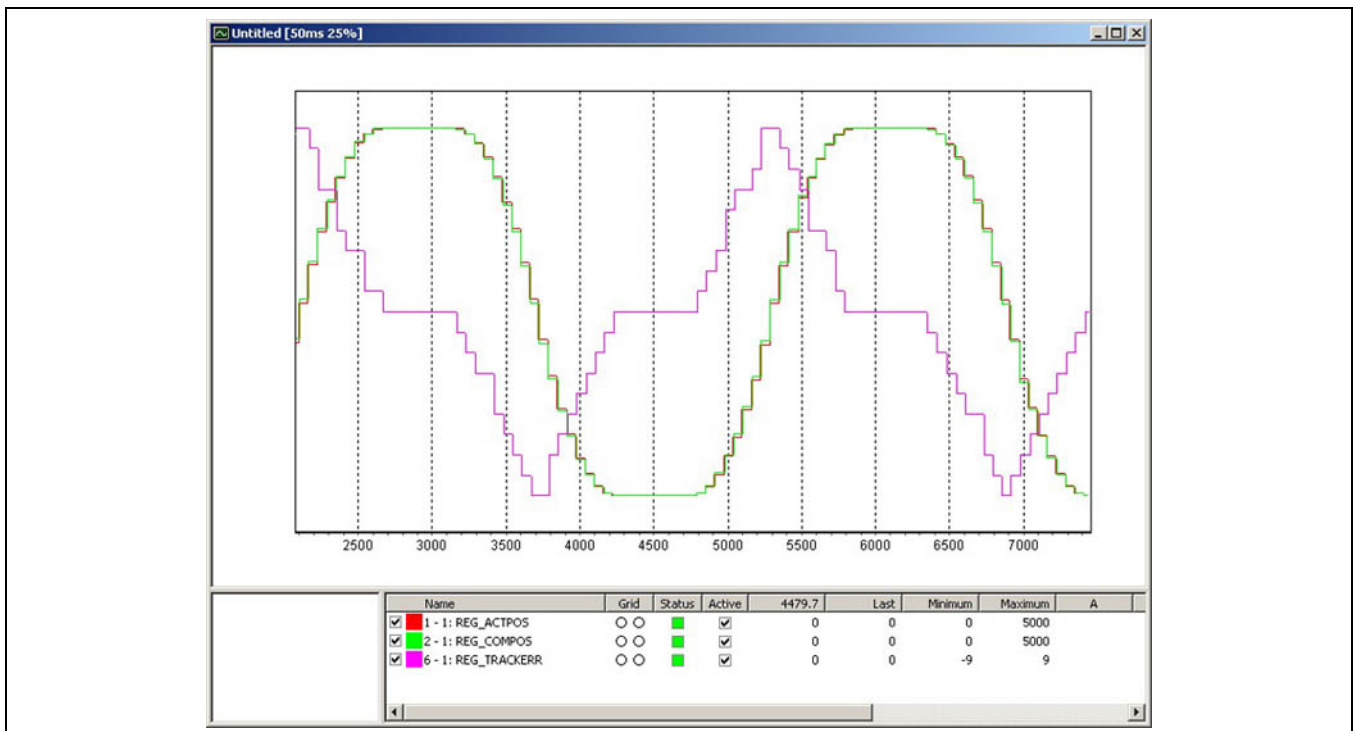 Untitled [50ms 25%]
2500 3000 3500 4000 4500 5000 5500 6000 6500 7000
Name Grid Status Active 4479.7 Last Minimum Maximum A
1 - 1: REG_ACTPOS 0 0 0 5000
2 - 1: REG_COMPOS 0 0 0 5000
6 - 1: REG_TRACKERR 0 0 -9 9